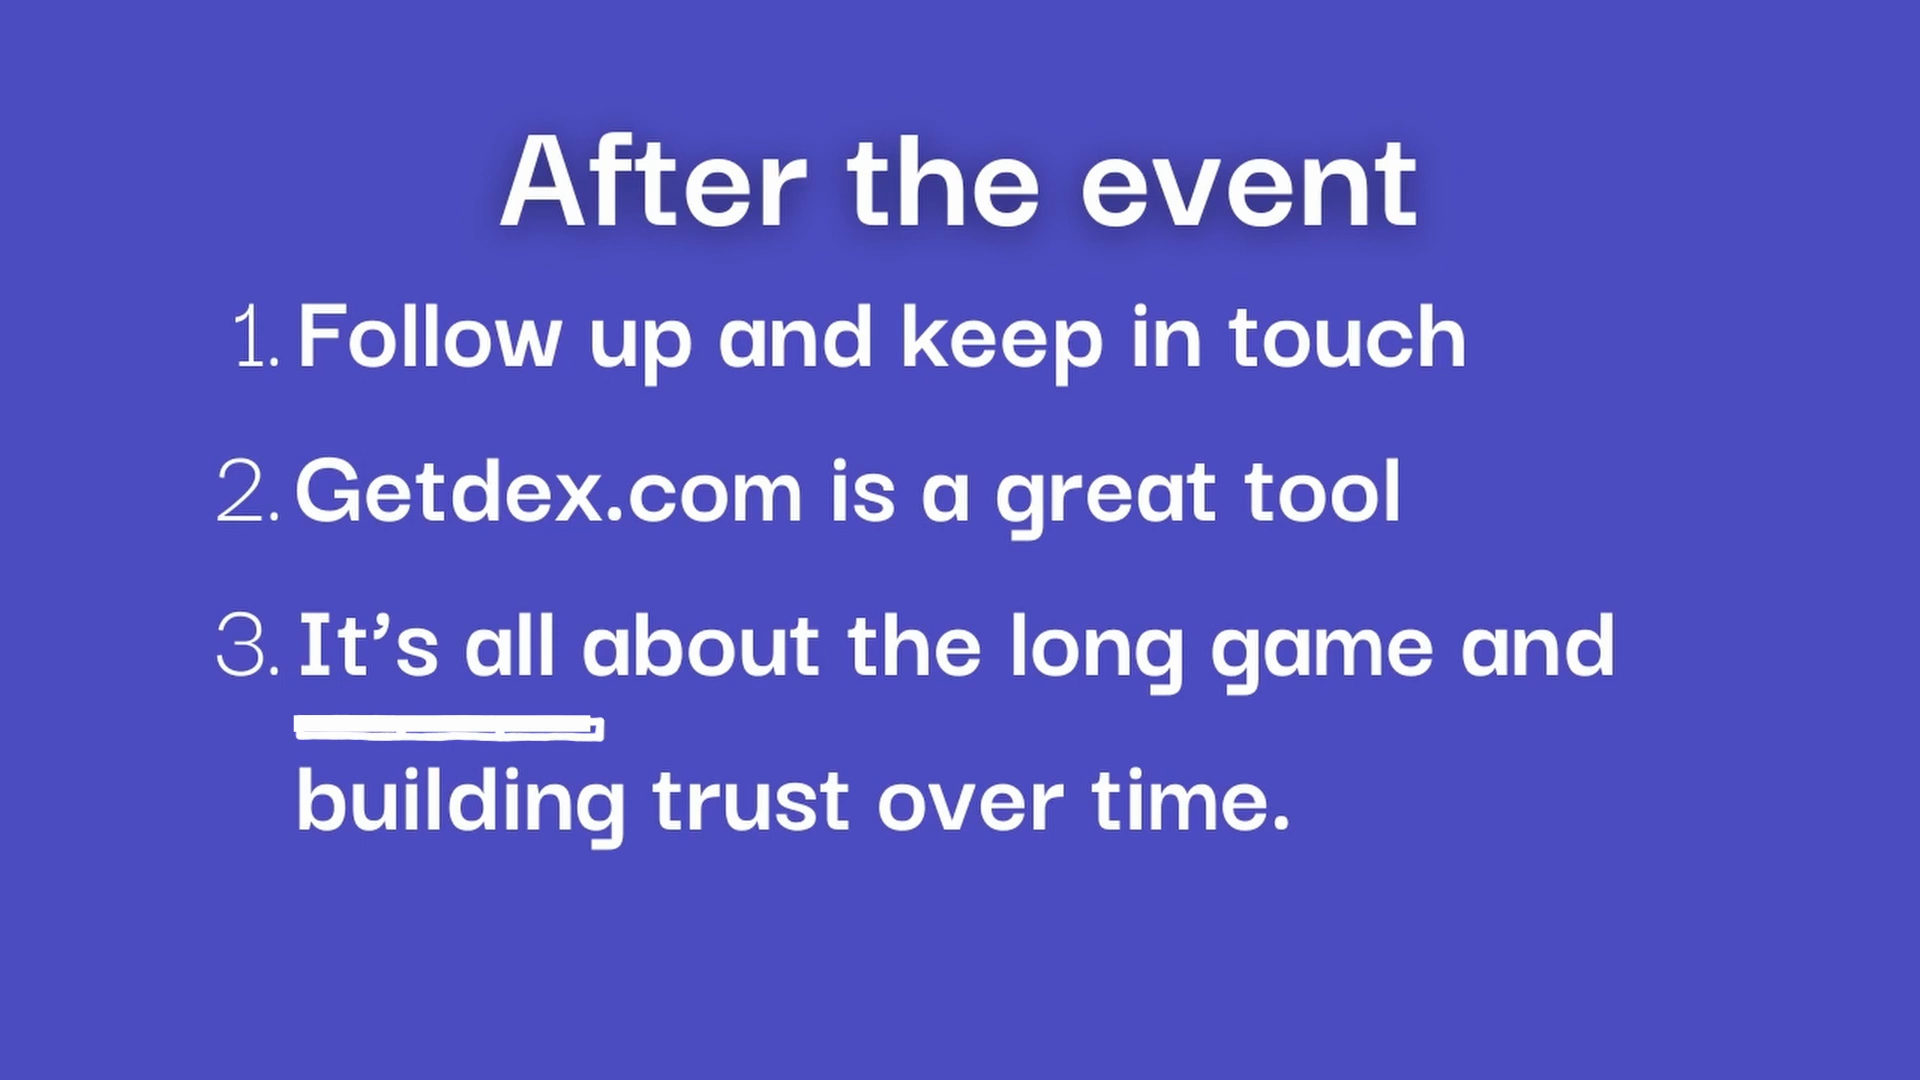 After the event
1. Follow up and keep in touch
2. Getdex.com is a great tool
3. It’s all about the long game and
building trust over time.